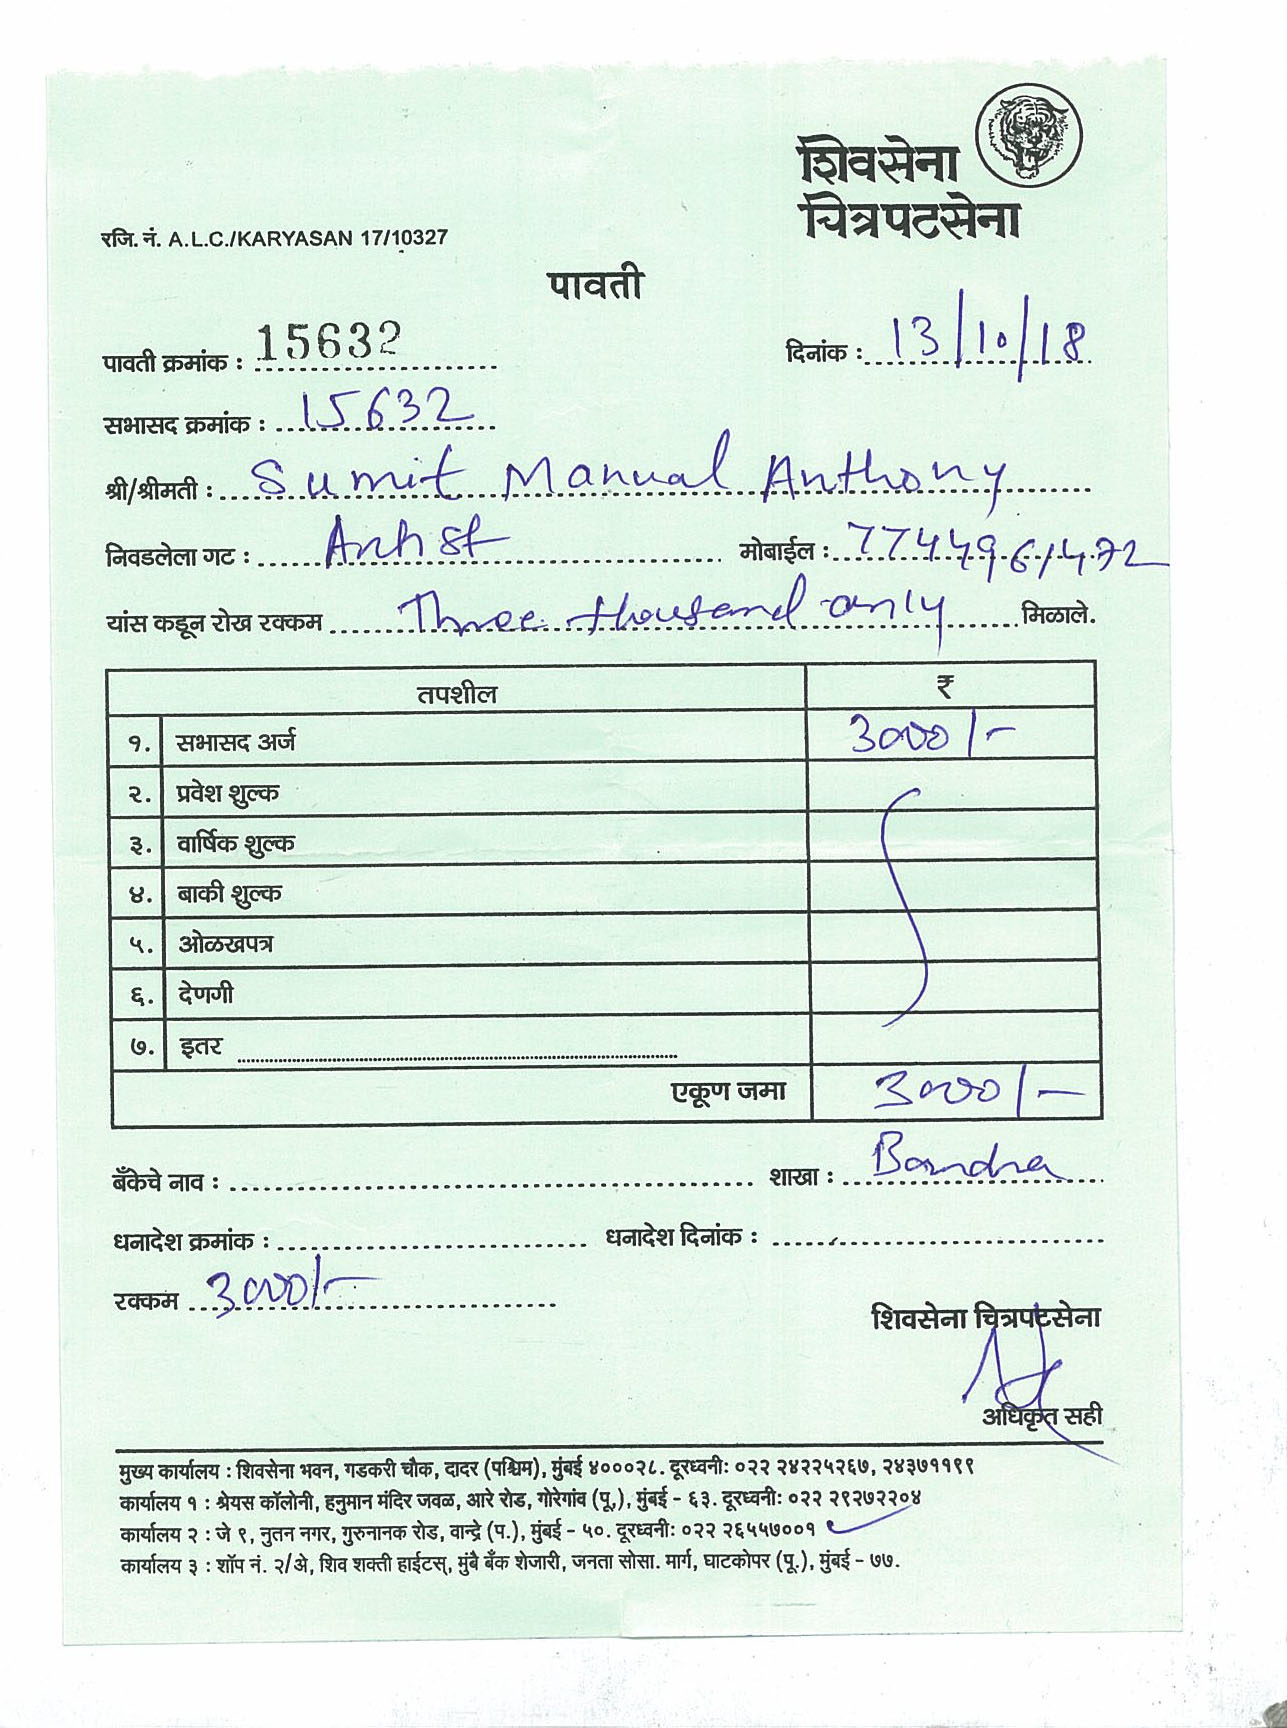 शिवसेना
चित्रपटसेना
रजि. नं. A.L.C./KARYASAN 17/10327
पावती
पावती क्रमांक : 15632 दिनांक : 13/10/18
सभासद क्रमांक : 15632
श्री/श्रीमती : Sumit Manual Anthony
निवडलेला गट : Artist मोबाईल :
यांस कडून रोख रक्कम Three thousand only मिळाले.
तपशील ₹
१. सभासद अर्ज 3000/-
२. प्रवेश शुल्क
३. वार्षिक शुल्क
४. बाकी शुल्क
५. ओळखपत्र
६. देणगी
७. इतर
एकूण जमा 3000/-
बँकेचे नाव : शाखा : Bandra
धनादेश क्रमांक : धनादेश दिनांक :
रक्कम 3000/-
शिवसेना चित्रपटसेना
अधिकृत सही
मुख्य कार्यालय : शिवसेना भवन, गडकरी चौक, दादर (पश्चिम), मुंबई ४०००२८. दूरध्वनी: ०२२ २४२२५२६७, २४३७११९९
कार्यालय १ : श्रेयस कॉलोनी, हनुमान मंदिर जवळ, आरे रोड, गोरेगांव (पू.), मुंबई - ६३. दूरध्वनी: ०२२ २९२७२२०४
कार्यालय २ : जे ९, नुतन नगर, गुरुनानक रोड, वान्द्रे (प.), मुंबई - ५०. दूरध्वनी: ०२२ २६५५७००१
कार्यालय ३ : शॉप नं. २/अे, शिव शक्ती हाईटस्, मुंबै बँक शेजारी, जनता सोसा. मार्ग, घाटकोपर (पू.), मुंबई - ७७.